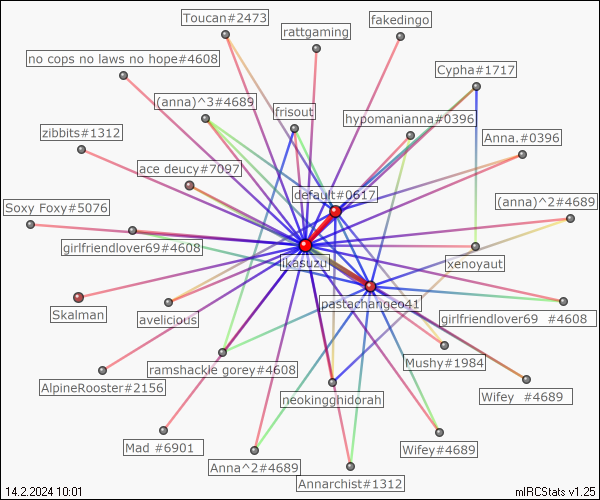 Toucan#2473
fakedingo
rattgaming
no cops no laws no hope#4608
Cypha#1717
(anna)^3#4689
frisout
hypomanianna#0396
zibbits#1312
Anna.#0396
ace deucy#7097
default#0617
Soxy Foxy#5076
(anna)^2#4689
girlfriendlover69#4608
ikasuzu
xenoyaut
pastachangeo41
Skalman
avelicious
girlfriendlover69 #4608
Mushy#1984
ramshackle gorey#4608
AlpineRooster#2156
neokingghidorah
Wifey #4689
Mad #6901
Wifey#4689
Anna^2#4689
Annarchist#1312
14.2.2024 10:01
mIRCStats v1.25